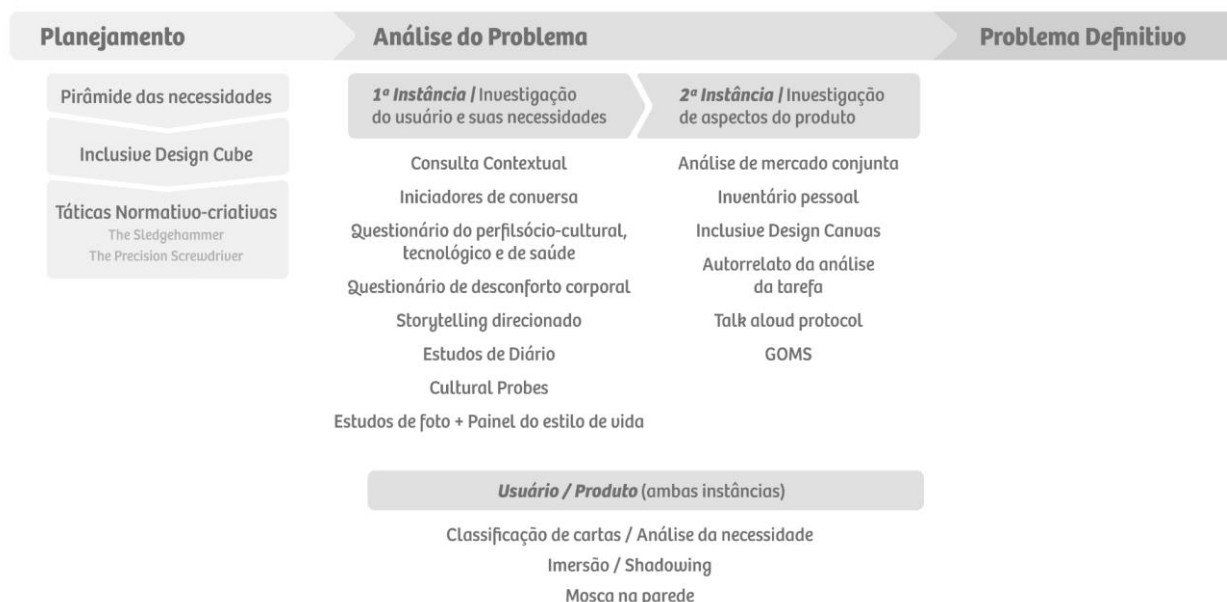 Planejamento
Análise do Problema
Problema Definitivo
Pirâmide das necessidades
Inclusive Design Cube
Táticas Normativo-criativas
The Sledgehammer
The Precision Screwdriver
1ª Instância / Investigação
do usuário e suas necessidades
Consulta Contextual
Iniciadores de conversa
Questionário do perfilsócio-cultural,
tecnológico e de saúde
Questionário de desconforto corporal
Storytelling direcionado
Estudos de Diário
Cultural Probes
Estudos de foto + Painel do estilo de vida
2ª Instância / Investigação
de aspectos do produto
Análise de mercado conjunta
Inventário pessoal
Inclusive Design Canvas
Autorrelato da análise
da tarefa
Talk aloud protocol
GOMS
Usuário / Produto (ambas instâncias)
Classificação de cartas / Análise da necessidade
Imersão / Shadowing
Mosca na parede